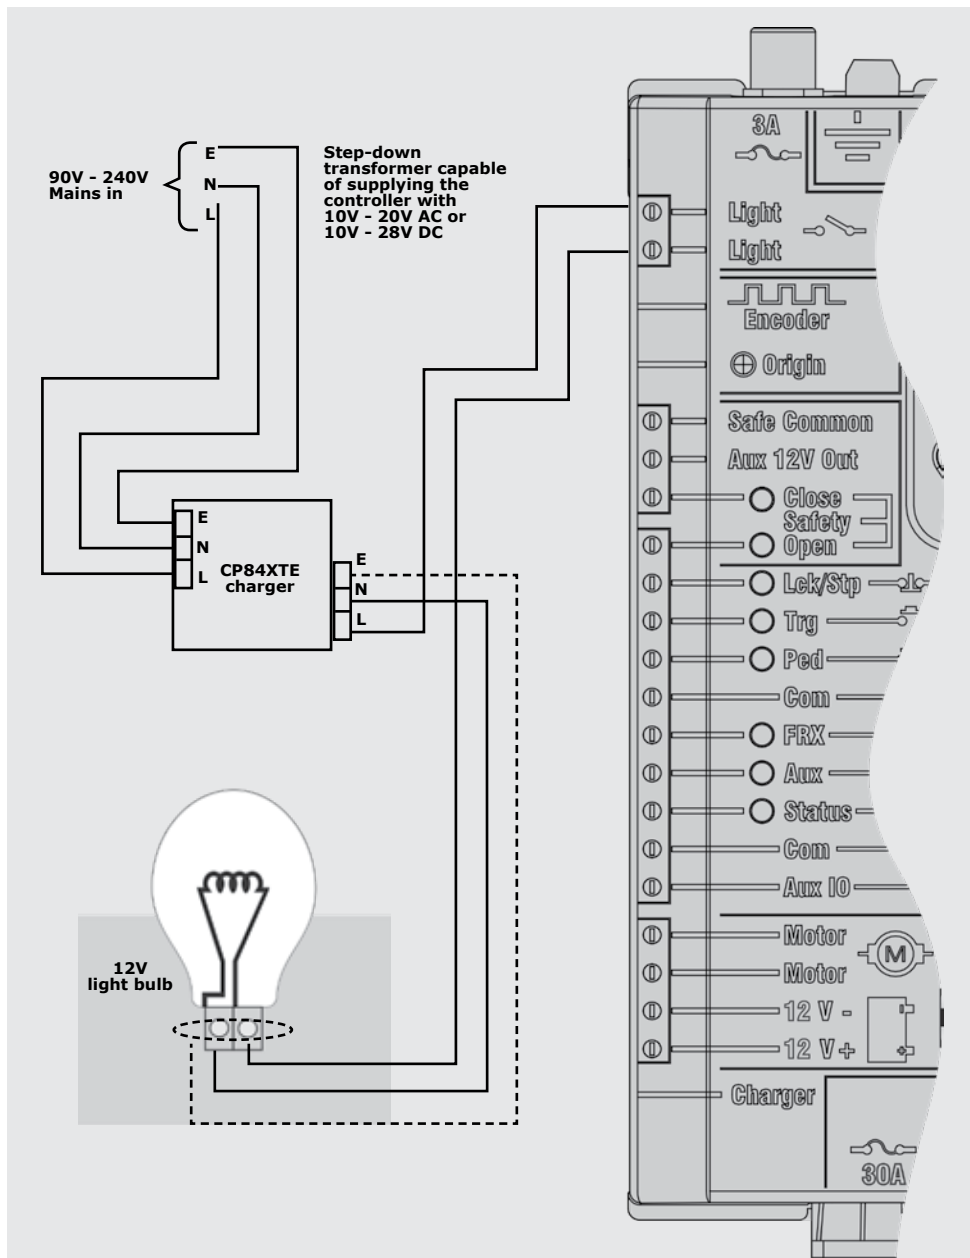 90V - 240V
Mains in
E
N
L
Step-down
transformer capable
of supplying the
controller with
10V - 20V AC or
10V - 28V DC
E
N
L
CP84XTE
charger
E
N
L
12V
light bulb
3A
Light
Light
Encoder
Origin
Safe Common
Aux 12V Out
Close
Safety
Open
Lck/Stp
Trg
Ped
Com
FRX
Aux
Status
Com
Aux IO
Motor
Motor
M
12 V -
12 V +
Charger
30A